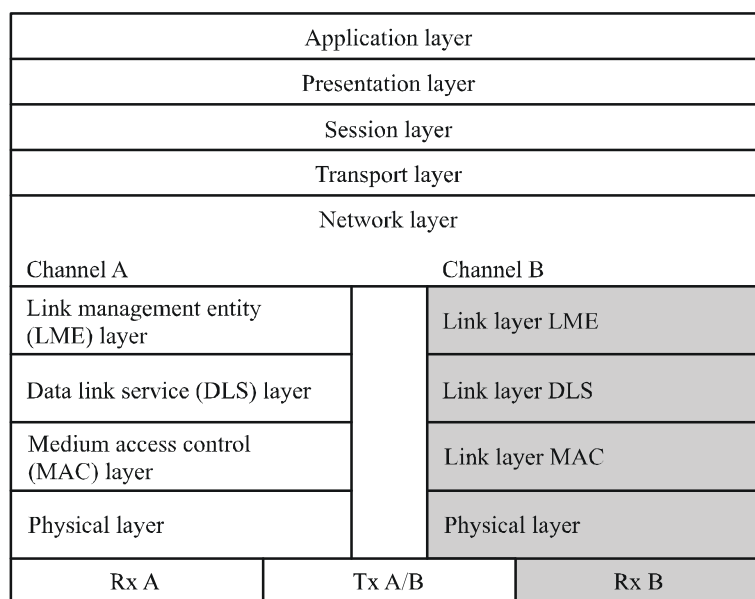 Application layer
Presentation layer
Session layer
Transport layer
Network layer
Channel A
Channel B
Link management entity
(LME) layer
Link layer LME
Data link service (DLS) layer
Link layer DLS
Medium access control
(MAC) layer
Link layer MAC
Physical layer
Physical layer
Rx A
Tx A/B
Rx B